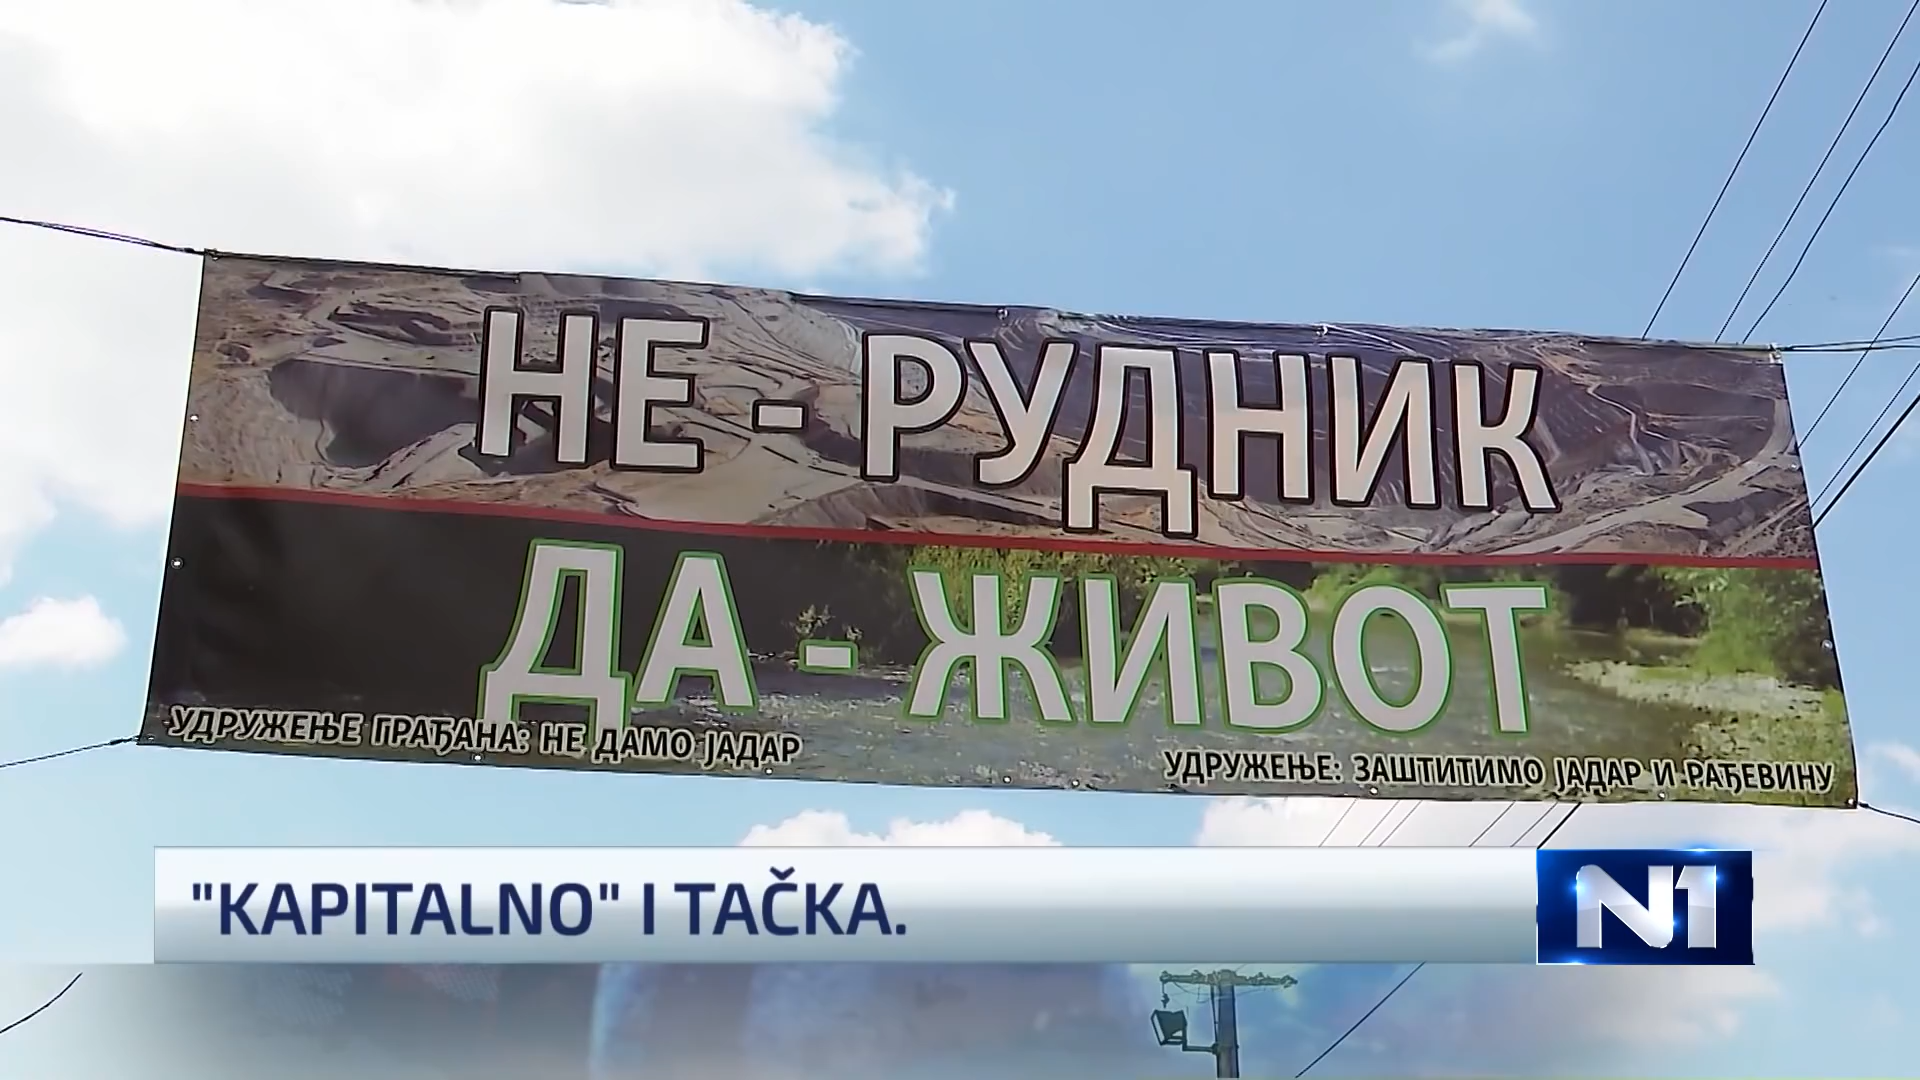 НЕ - РУДНИК
ДА - ЖИВОТ
УДРУЖЕЊЕ ГРАЂАНА: НЕ ДАМО ЈАДАР
УДРУЖЕЊЕ: ЗАШТИТИМО ЈАДАР И РАЂЕВИНУ
"KAPITALNO" I TAČKA.
N1